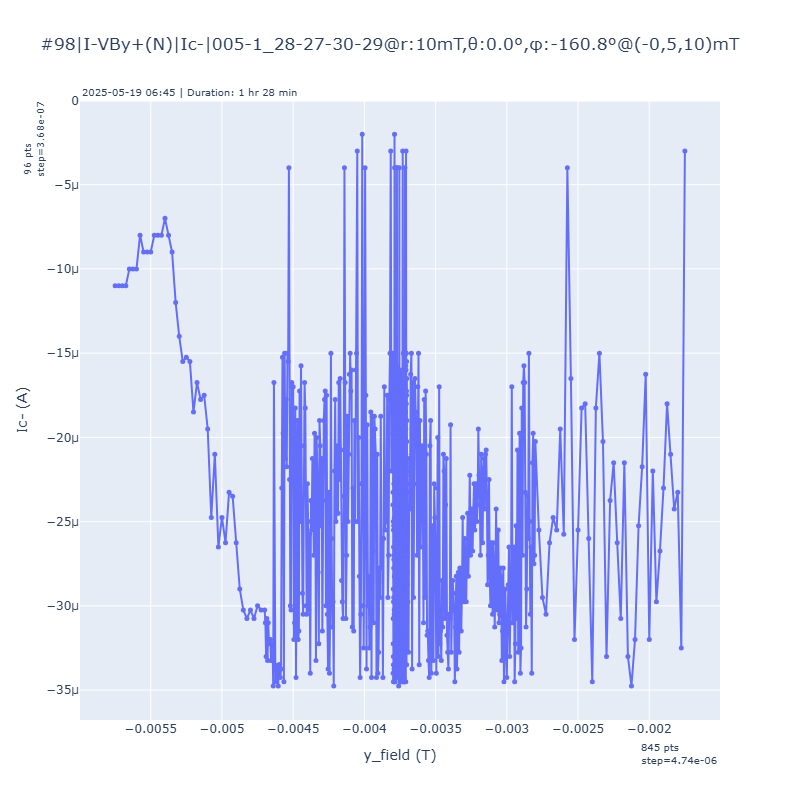 #98|I-VBy+(N)|Ic-|005-1_28-27-30-29@r:10mT,θ:0.0º,φ:-160.8º@(-0,5,10)mT
2025-05-19 06:45 | Duration: 1 hr 28 min
96 pts
step=3.68e-07
0
−5μ
−10μ
−15μ
−20μ
−25μ
−30μ
−35μ
Ic- (A)
−0.0055
−0.005
−0.0045
−0.004
−0.0035
−0.003
−0.0025
−0.002
y_field (T)
845 pts
step=4.74e-06